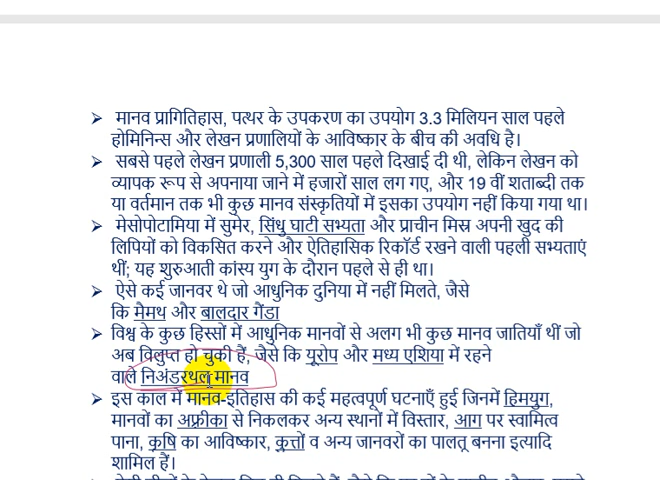 ➢ मानव प्रागितिहास, पत्थर के उपकरण का उपयोग 3.3 मिलियन साल पहले
होमिनिन्स और लेखन प्रणालियों के आविष्कार के बीच की अवधि है।
➢ सबसे पहले लेखन प्रणाली 5,300 साल पहले दिखाई दी थी, लेकिन लेखन को
व्यापक रूप से अपनाया जाने में हजारों साल लग गए, और 19 वीं शताब्दी तक
या वर्तमान तक भी कुछ मानव संस्कृतियों में इसका उपयोग नहीं किया गया था।
➢ मेसोपोटामिया में सुमेर, सिंधु घाटी सभ्यता और प्राचीन मिस्र अपनी खुद की
लिपियों को विकसित करने और ऐतिहासिक रिकॉर्ड रखने वाली पहली सभ्यताएं
थीं; यह शुरुआती कांस्य युग के दौरान पहले से ही था।
➢ ऐसे कई जानवर थे जो आधुनिक दुनिया में नहीं मिलते, जैसे
कि मैमथ और बालदार गैंडा
➢ विश्व के कुछ हिस्सों में आधुनिक मानवों से अलग भी कुछ मानव जातियाँ थीं जो
अब विलुप्त हो चुकी हैं, जैसे कि यूरोप और मध्य एशिया में रहने
वाले निअंडरथल मानव
➢ इस काल में मानव-इतिहास की कई महत्वपूर्ण घटनाएँ हुई जिनमें हिमयुग,
मानवों का अफ़्रीका से निकलकर अन्य स्थानों में विस्तार, आग पर स्वामित्व
पाना, कृषि का आविष्कार, कुत्तों व अन्य जानवरों का पालतू बनना इत्यादि
शामिल हैं।